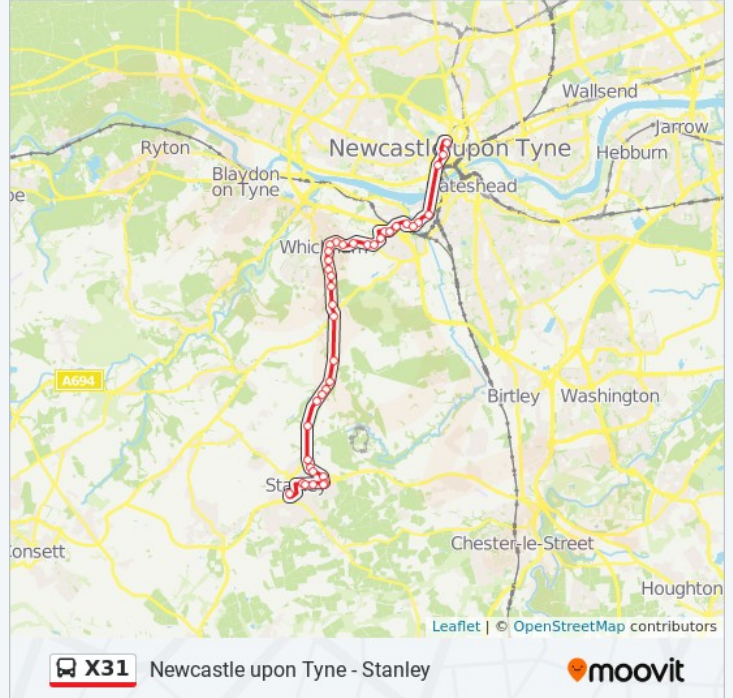 Wallsend
Jarrow
Newcastle upon Tyne
Hebburn
Ryton
Blaydon
on Tyne
ateshead
pe
Whickham
A694
Birtley
Washington
Stanley
onsett
Chester-le-Street
Houghton
Leaflet | © OpenStreetMap contributors
X31 Newcastle upon Tyne - Stanley
moovit